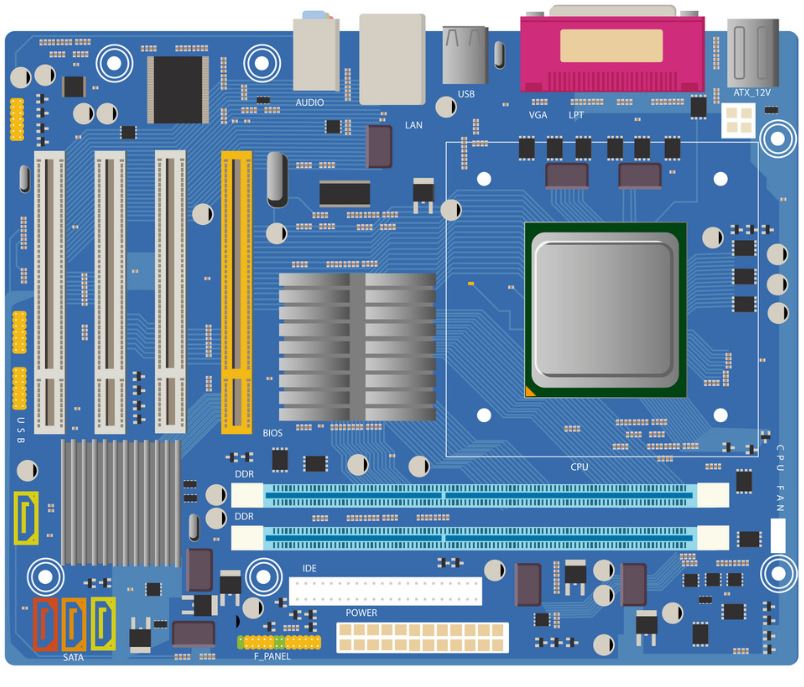 AUDIO
LAN
USB
VGA
LPT
ATX_12V
USB
BIOS
CPU
CPU FAN
DDR
DDR
IDE
POWER
SATA
F_PANEL